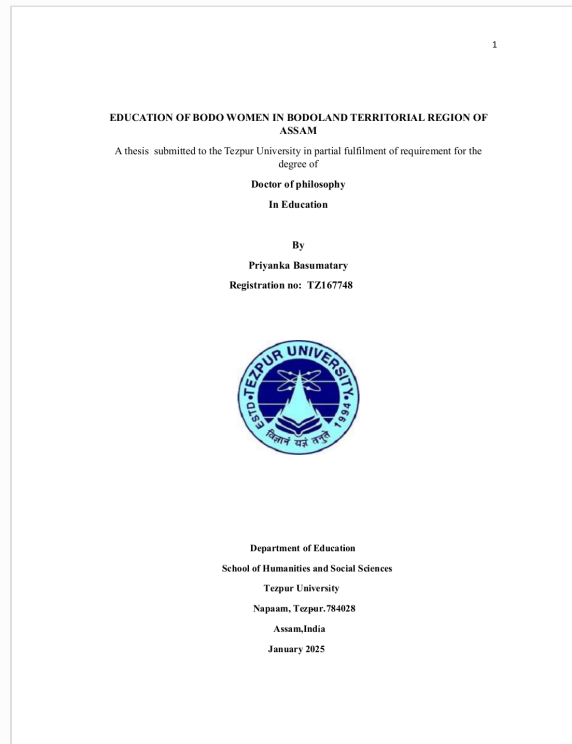 1
EDUCATION OF BODO WOMEN IN BODOLAND TERRITORIAL REGION OF
ASSAM
A thesis submitted to the Tezpur University in partial fulfilment of requirement for the
degree of
Doctor of philosophy
In Education
By
Priyanka Basumatary
Registration no: TZ167748
TEZPUR UNIVERSITY
ESTD 1994
विज्ञानं यज्ञं तनुते
Department of Education
School of Humanities and Social Sciences
Tezpur University
Napaam, Tezpur.784028
Assam,India
January 2025